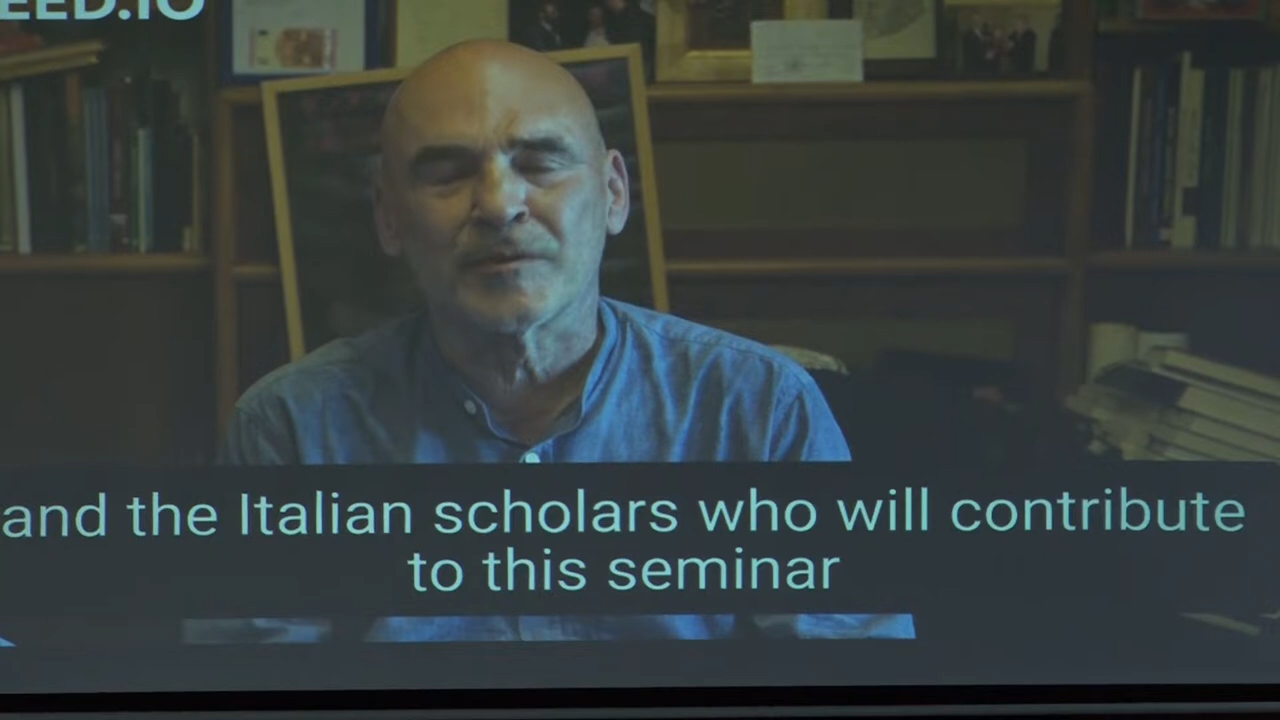 EED.IO
and the Italian scholars who will contribute
to this seminar